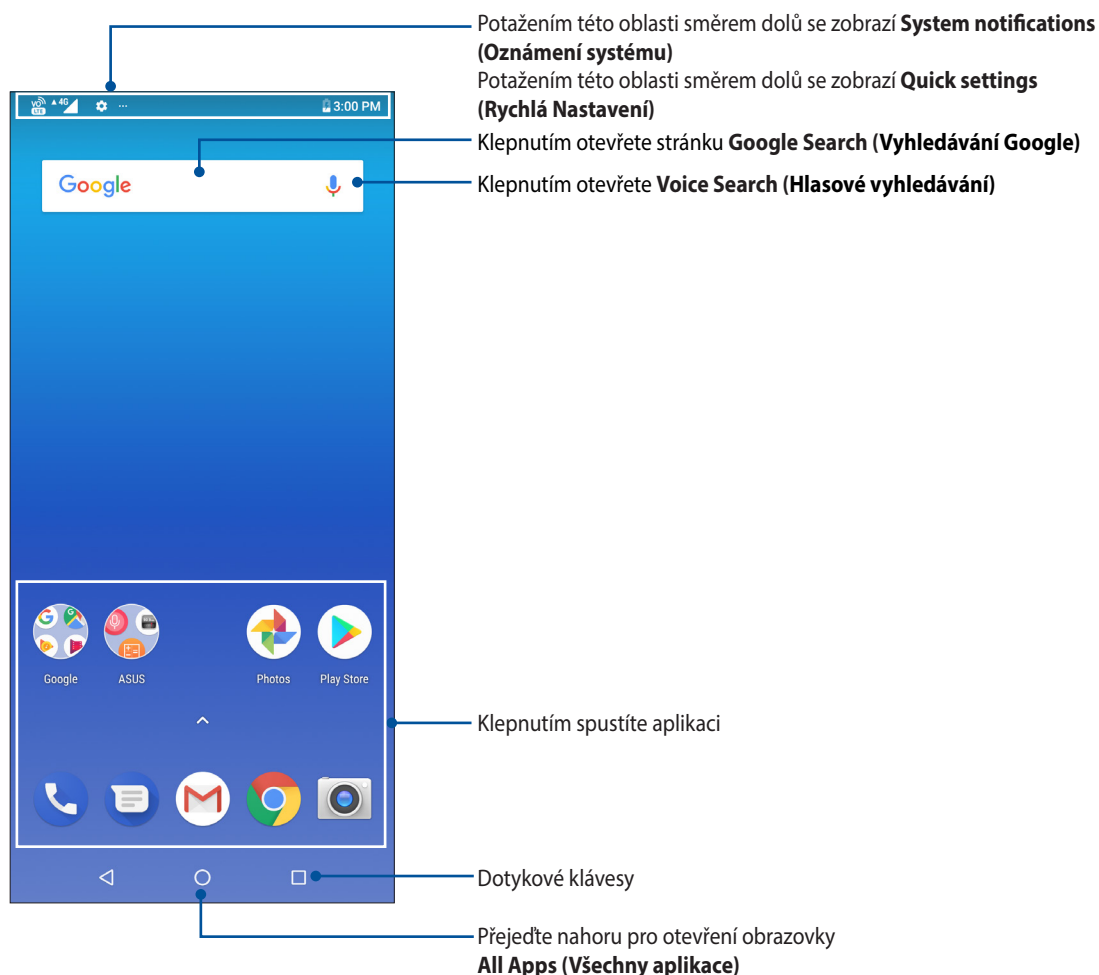 Potažením této oblasti směrem dolů se zobrazí System notifications
(Oznámení systému)
Potažením této oblasti směrem dolů se zobrazí Quick settings
(Rychlá Nastavení)
VO LTE 4G ... 3:00 PM
Klepnutím otevřete stránku Google Search (Vyhledávání Google)
Google
Klepnutím otevřete Voice Search (Hlasové vyhledávání)
Google ASUS Photos Play Store
Klepnutím spustíte aplikaci
Dotykové klávesy
Přejeďte nahoru pro otevření obrazovky
All Apps (Všechny aplikace)